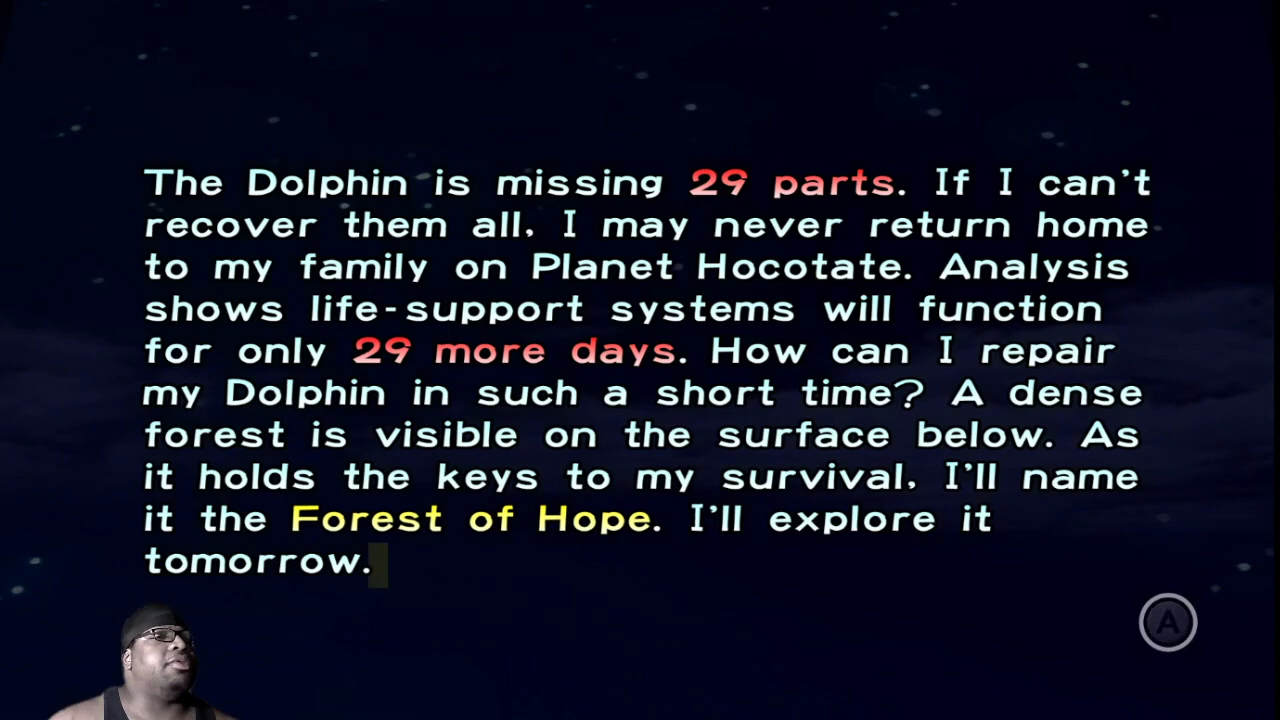 The Dolphin is missing 29 parts. If I can't
recover them all, I may never return home
to my family on Planet Hocotate. Analysis
shows life-support systems will function
for only 29 more days. How can I repair
my Dolphin in such a short time? A dense
forest is visible on the surface below. As
it holds the keys to my survival, I'll name
it the Forest of Hope. I'll explore it
tomorrow.
A